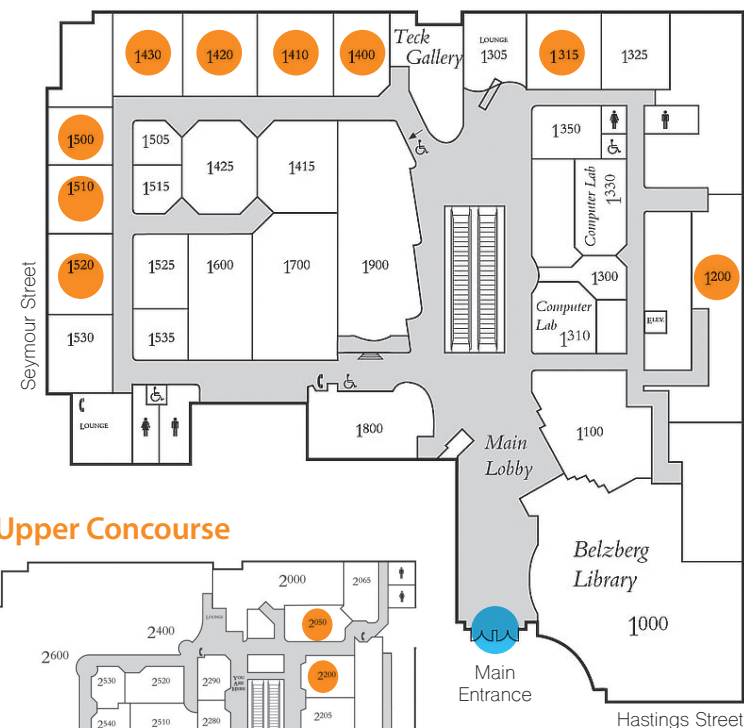 1430
1420
1410
1400
Teck
Gallery
LOUNGE
1305
1315
1325
1500
1505
1425
1415
1350
1510
1515
Computer Lab
1330
1520
1525
1600
1700
1900
1300
1200
Computer
Lab
1310
ELEV.
1530
1535
Seymour Street
LOUNGE
1800
Main
Lobby
1100
Upper Concourse
Belzberg
Library
1000
2000
2065
LOUNGE
2050
2400
2600
2530
2520
2290
YOU
ARE
HERE
2200
2540
2510
2280
2205
Main
Entrance
Hastings Street